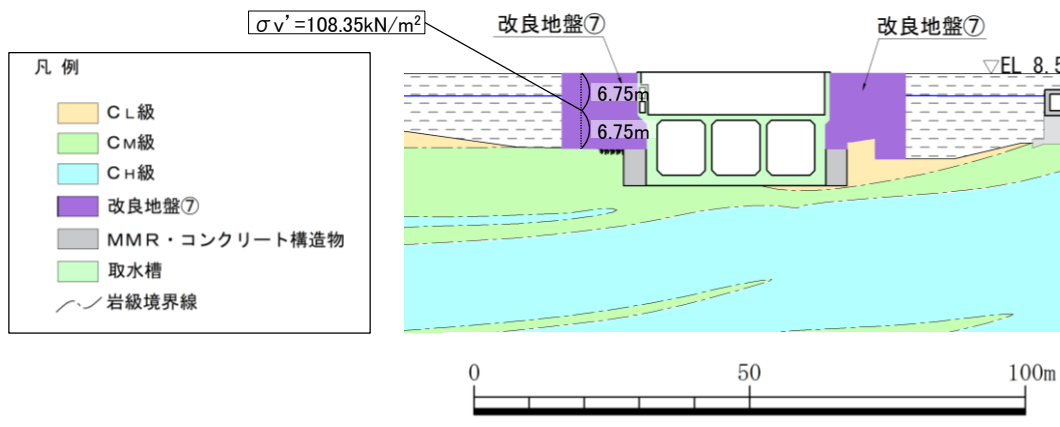 σv’=108.35kN/m²
改良地盤⑦
改良地盤⑦
凡 例
CL級
CM級
CH級
改良地盤⑦
MMR・コンクリート構造物
取水槽
岩級境界線
6.75m
6.75m
▽EL 8.5
0
50
100m